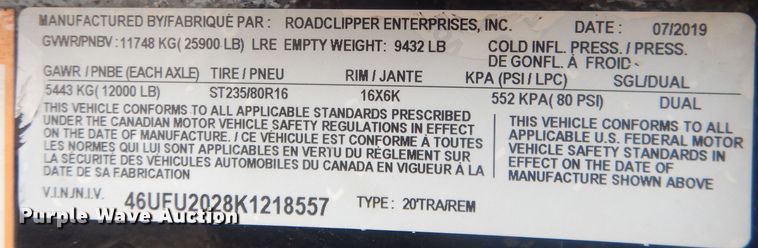 MANUFACTURED BY/FABRIQUÉ PAR : ROADCLIPPER ENTERPRISES, INC. DATE : 07/2019
GVWR/PNBV : 11748 KG( 25900 LB) LRE EMPTY WEIGHT: 9432 LB COLD INFL. PRESS./ PRESS.
DE GONFL. À FROID-
GAWR / PNBE (EACH AXLE) TIRE / PNEU RIM / JANTE KPA (PSI / LPC) SGL/DUAL
5443 KG( 12000 LB) ST235/80R16 16X6K 552 KPA( 80 PSI) DUAL
THIS VEHICLE CONFORMS TO ALL APPLICABLE STANDARDS PRESCRIBED
UNDER THE CANADIAN MOTOR VEHICLE SAFETY REGULATIONS IN EFFECT
ON THE DATE OF MANUFACTURE. / CE VÉHICULE EST CONFORME À TOUTES
LES NORMES QUI LUI SONT APPLICABLES EN VERTU DU RÈGLEMENT SUR
LA SÉCURITÉ DES VÉHICULES AUTOMOBILES DU CANADA EN VIGUEUR À LA
DATE DE SA FABRICATION
THIS VEHICLE CONFORMS TO ALL
APPLICABLE U.S. FEDERAL MOTOR
VEHICLE SAFETY STANDARDS IN
EFFECT ON THE DATE OF
MANUFACTURE SHOWN ABOVE
V.I.N./N.I.V. 46UFU2028K1218557 TYPE: 20'TRA/REM
Purple Wave Auction